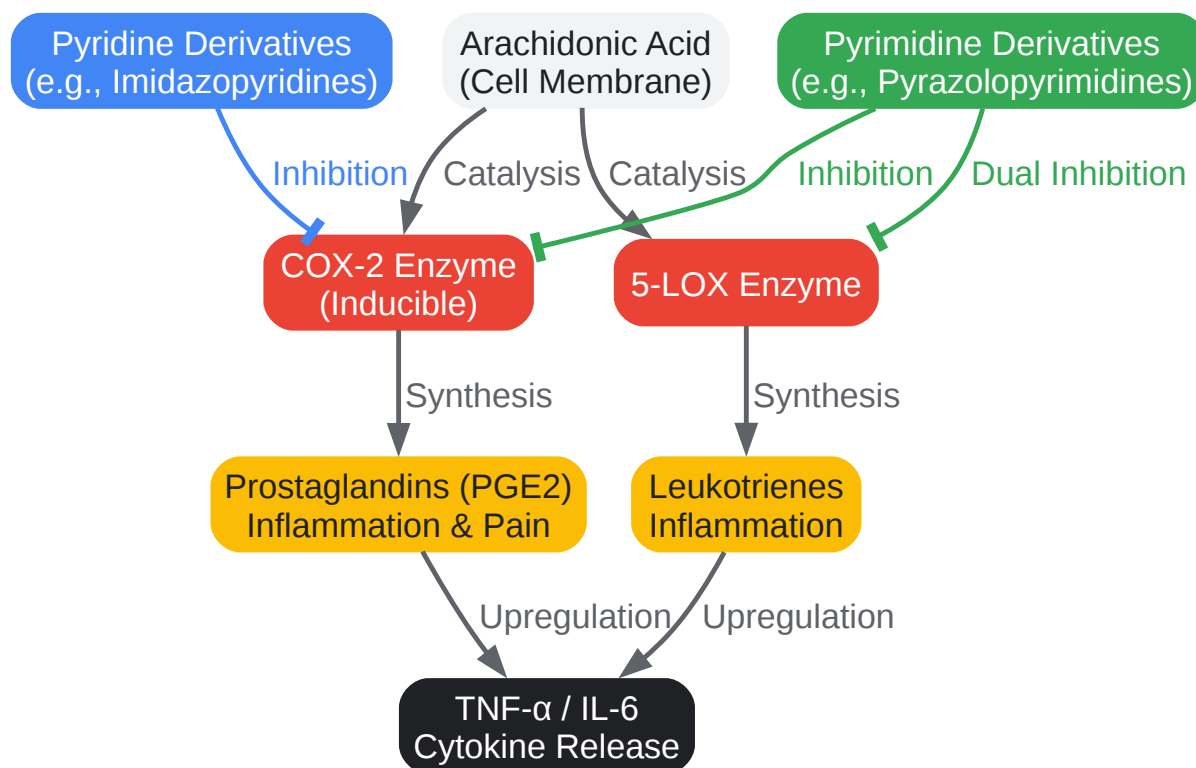 Pyridine Derivatives
(e.g., Imidazopyridines)
Arachidonic Acid
(Cell Membrane)
Pyrimidine Derivatives
(e.g., Pyrazolopyrimidines)
Inhibition
Catalysis
Catalysis
Inhibition
Dual Inhibition
COX-2 Enzyme
(Inducible)
5-LOX Enzyme
Synthesis
Synthesis
Prostaglandins (PGE2)
Inflammation & Pain
Leukotrienes
Inflammation
Upregulation
Upregulation
TNF-α / IL-6
Cytokine Release